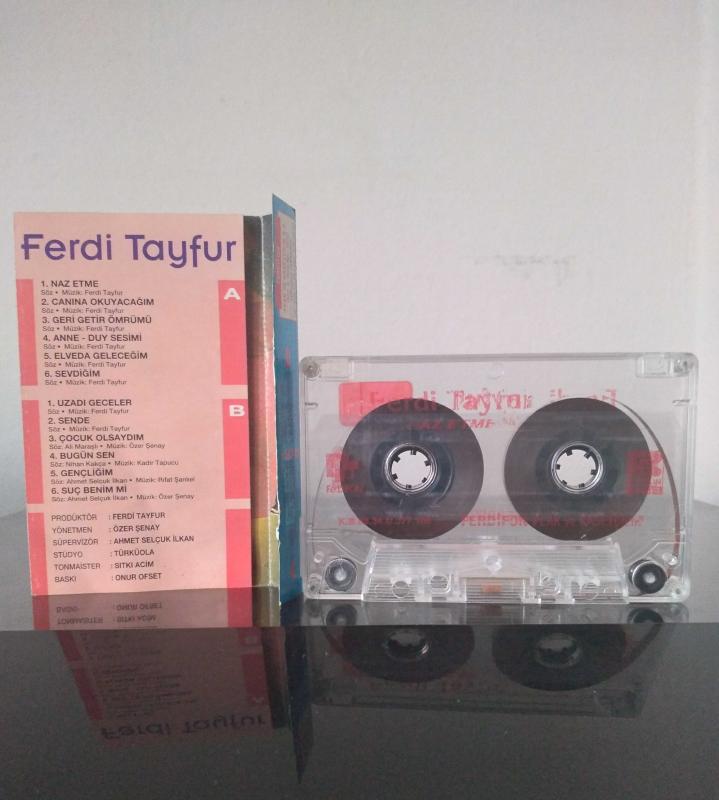 Ferdi Tayfur
A
1. NAZ ETME
Söz • Müzik: Ferdi Tayfur
2. CANINA OKUYACAĞIM
Söz • Müzik: Ferdi Tayfur
3. GERİ GETİR ÖMRÜMÜ
Söz • Müzik: Ferdi Tayfur
4. ANNE - DUY SESİMİ
Söz • Müzik: Ferdi Tayfur
5. ELVEDA GELECEĞİM
Söz • Müzik: Ferdi Tayfur
6. SEVDİĞİM
Söz • Müzik: Ferdi Tayfur
B
1. UZADI GECELER
Söz • Müzik: Ferdi Tayfur
2. SENDE
Söz • Müzik: Ferdi Tayfur
3. ÇOCUK OLSAYDIM
Söz: Ali Maraşlı • Müzik: Özer Şenay
4. BUGÜN SEN
Söz: Nihan Kakça • Müzik: Kadir Tapucu
5. GENÇLİĞİM
Söz: Ahmet Selçuk İlkan • Müzik: Rıfat Şanlıel
6. SUÇ BENİM Mİ
Söz: Ahmet Selçuk İlkan • Müzik: Özer Şenay
PRODÜKTÖR : FERDİ TAYFUR
YÖNETMEN : ÖZER ŞENAY
SÜPERVİZÖR : AHMET SELÇUK İLKAN
STÜDYO : TÜRKÜOLA
TONMAİSTER : SITKI ACİM
BASKI : ONUR OFSET
Ferdi Tayfur
NAZ ETME